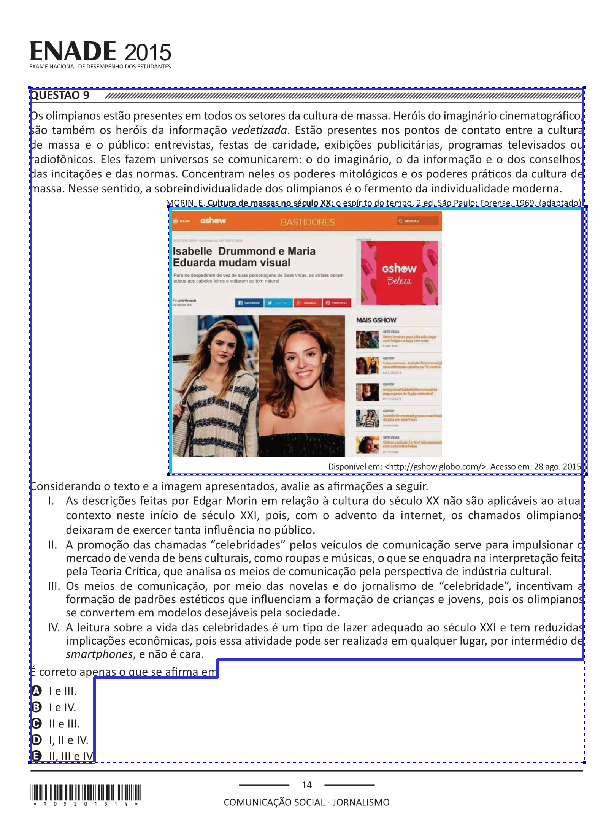 ENADE 2015
EXAME NACIONAL DE DESEMPENHO DOS ESTUDANTES
QUESTÃO 9
Os olimpianos estão presentes em todos os setores da cultura de massa. Heróis do imaginário cinematográfico,
são também os heróis da informação vedetizada. Estão presentes nos pontos de contato entre a cultura
de massa e o público: entrevistas, festas de caridade, exibições publicitárias, programas televisados ou
radiofônicos. Eles fazem universos se comunicarem: o do imaginário, o da informação e o dos conselhos,
das incitações e das normas. Concentram neles os poderes mitológicos e os poderes práticos da cultura de
massa. Nesse sentido, a sobreindividualidade dos olimpianos é o fermento da individualidade moderna.
MORIN, E. Cultura de massas no século XX: o espírito do tempo. 2 ed. São Paulo: Forense, 1969. (adaptado)
gshow BASTIDORES
Isabelle Drummond e Maria
Eduarda mudam visual
Para se despedirem de vez de suas personagens de Sete Vidas, as atrizes deram
adeus aos cabelos leiros e voltaram ao tom natural
gshow
Beleza
MAIS GSHOW
Disponível em: <http://gshow.globo.com/>. Acesso em: 28 ago. 2015
Considerando o texto e a imagem apresentados, avalie as afirmações a seguir.
I. As descrições feitas por Edgar Morin em relação à cultura do século XX não são aplicáveis ao atua
contexto neste início de século XXI, pois, com o advento da internet, os chamados olimpianos
deixaram de exercer tanta influência no público.
II. A promoção das chamadas "celebridades" pelos veículos de comunicação serve para impulsionar o
mercado de venda de bens culturais, como roupas e músicas, o que se enquadra na interpretação feita
pela Teoria Crítica, que analisa os meios de comunicação pela perspectiva de indústria cultural.
III. Os meios de comunicação, por meio das novelas e do jornalismo de "celebridade", incentivam a
formação de padrões estéticos que influenciam a formação de crianças e jovens, pois os olimpianos
se convertem em modelos desejáveis pela sociedade.
IV. A leitura sobre a vida das celebridades é um tipo de lazer adequado ao século XXI e tem reduzidas
implicações econômicas, pois essa atividade pode ser realizada em qualquer lugar, por intermédio de
smartphones, e não é cara.
É correto apenas o que se afirma em
A I e III.
B I e IV.
C II e III.
D I, II e IV.
E II, III e IV
14
COMUNICAÇÃO SOCIAL - JORNALISMO